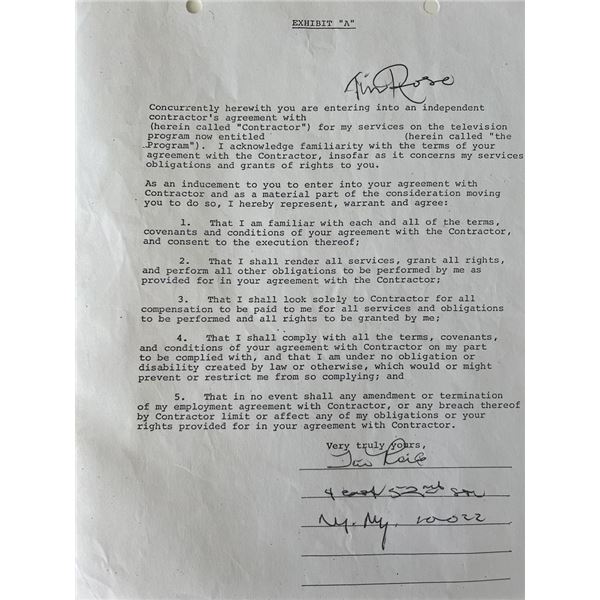 EXHIBIT "A"
Tim Rose
Concurrently herewith you are entering into an independent
contractor's agreement with
(herein called "Contractor") for my services on the television
program now entitled (herein called "the
Program"). I acknowledge familiarity with the terms of your
agreement with the Contractor, insofar as it concerns my services
obligations and grants of rights to you.
As an inducement to you to enter into your agreement with
Contractor and as a material part of the consideration moving
you to do so, I hereby represent, warrant and agree:
1. That I am familiar with each and all of the terms,
covenants and conditions of your agreement with the Contractor,
and consent to the execution thereof;
2. That I shall render all services, grant all rights,
and perform all other obligations to be performed by me as
provided for in your agreement with the Contractor;
3. That I shall look solely to Contractor for all
compensation to be paid to me for all services and obligations
to be performed and all rights to be granted by me;
4. That I shall comply with all the terms, covenants,
and conditions of your agreement with Contractor on my part
to be complied with, and that I am under no obligation or
disability created by law or otherwise, which would or might
prevent or restrict me from so complying; and
5. That in no event shall any amendment or termination
of my employment agreement with Contractor, or any breach thereof
by Contractor limit or affect any of my obligations or your
rights provided for in your agreement with Contractor.
Very truly yours,
Tim Rose
4 East 52nd
N.Y. N.Y. 10022